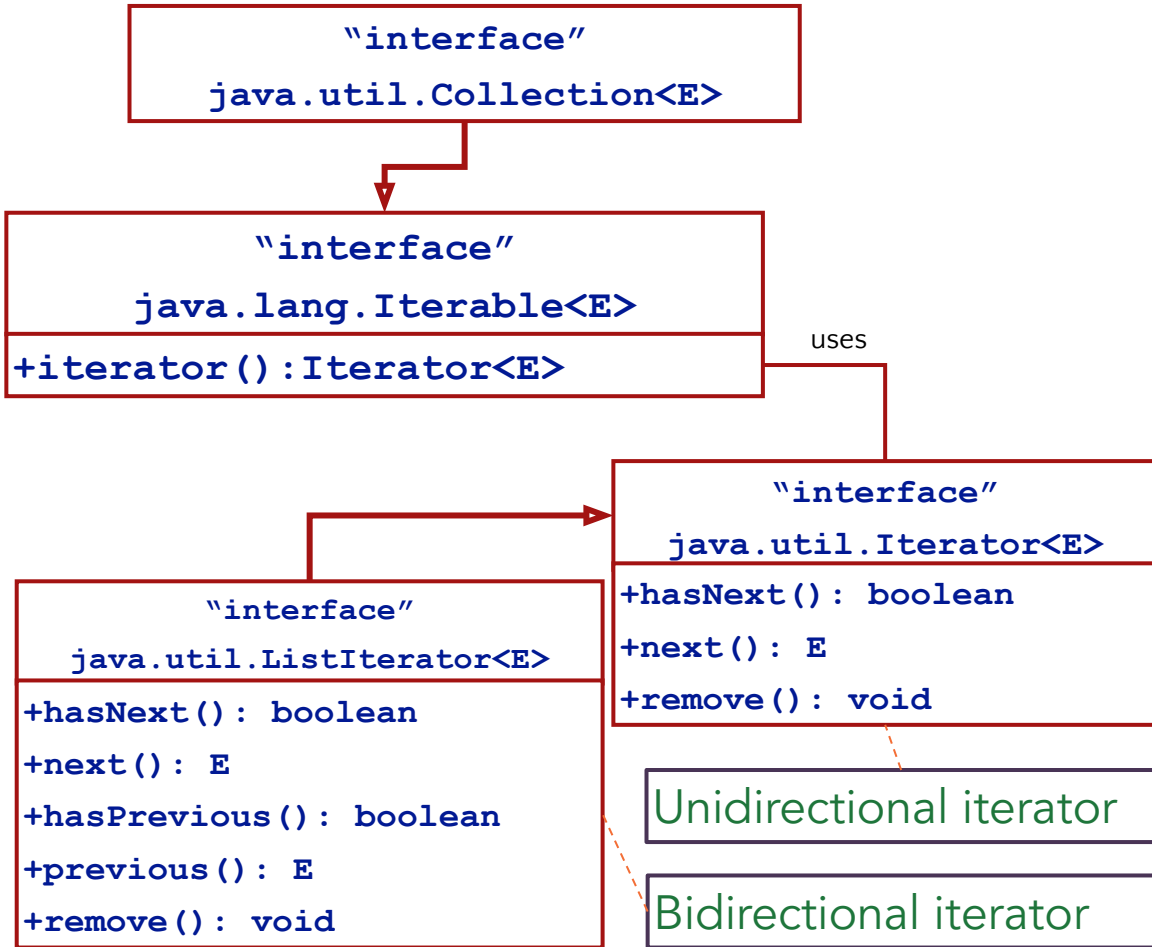 “interface”
java.util.Collection<E>
“interface”
java.lang.Iterable<E>
+iterator():Iterator<E>
uses
“interface”
java.util.Iterator<E>
+hasNext(): boolean
+next(): E
+remove(): void
“interface”
java.util.ListIterator<E>
+hasNext(): boolean
+next(): E
+hasPrevious(): boolean
+previous(): E
+remove(): void
Unidirectional iterator
Bidirectional iterator